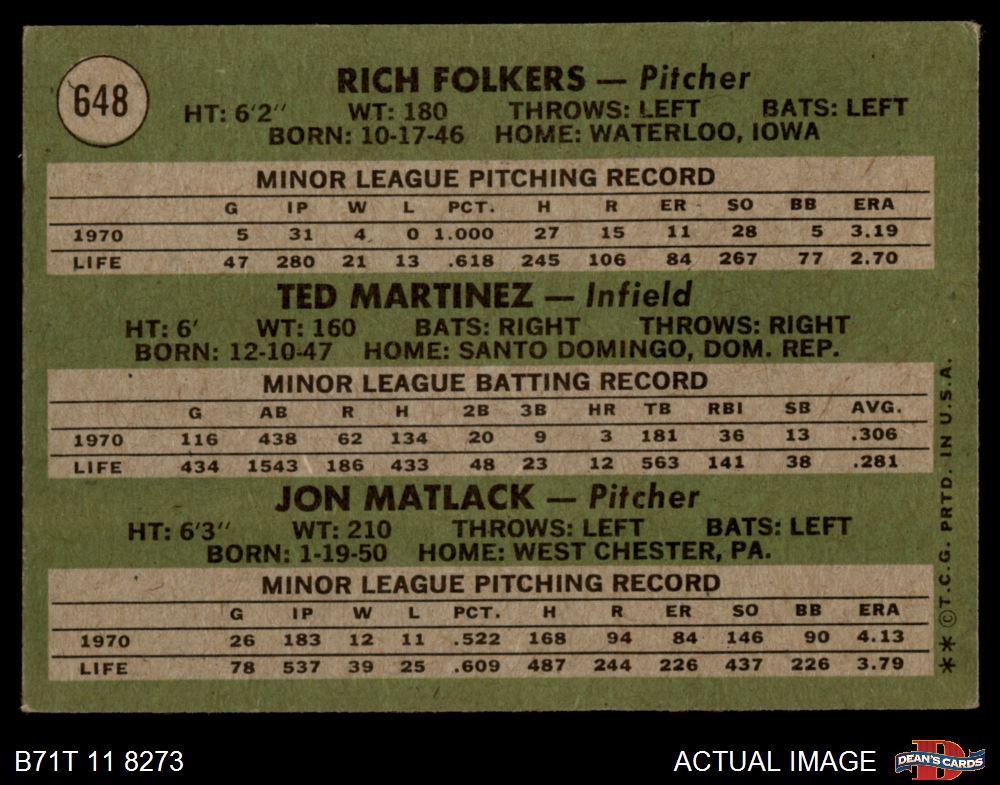 648
RICH FOLKERS — Pitcher
HT: 6'2" WT: 180 THROWS: LEFT BATS: LEFT
BORN: 10-17-46 HOME: WATERLOO, IOWA
MINOR LEAGUE PITCHING RECORD
G IP W L PCT. H R ER SO BB ERA
1970 5 31 4 0 1.000 27 15 11 28 5 3.19
LIFE 47 280 21 13 .618 245 106 84 267 77 2.70
TED MARTINEZ — Infield
HT: 6' WT: 160 BATS: RIGHT THROWS: RIGHT
BORN: 12-10-47 HOME: SANTO DOMINGO, DOM. REP.
MINOR LEAGUE BATTING RECORD
G AB R H 2B 3B HR TB RBI SB AVG.
1970 116 438 62 134 20 9 3 181 36 13 .306
LIFE 434 1543 186 433 48 23 12 563 141 38 .281
JON MATLACK — Pitcher
HT: 6'3" WT: 210 THROWS: LEFT BATS: LEFT
BORN: 1-19-50 HOME: WEST CHESTER, PA.
MINOR LEAGUE PITCHING RECORD
G IP W L PCT. H R ER SO BB ERA
1970 26 183 12 11 .522 168 94 84 146 90 4.13
LIFE 78 537 39 25 .609 487 244 226 437 226 3.79
** ©T.C.G. PRTD. IN U.S.A.
B71T 11 8273
ACTUAL IMAGE
DEAN'S CARDS